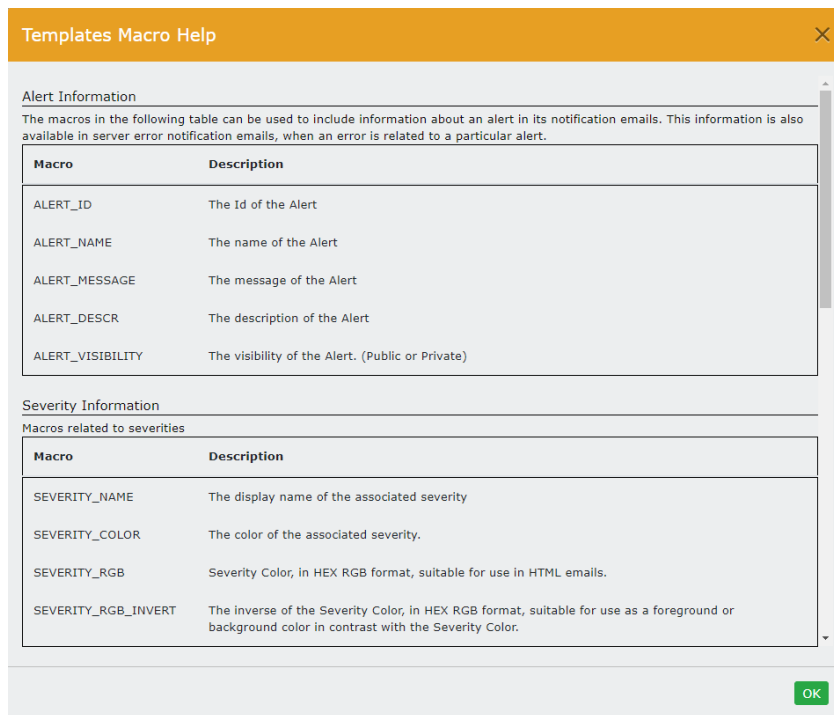 Templates Macro Help
Alert Information
The macros in the following table can be used to include information about an alert in its notification emails. This information is also
available in server error notification emails, when an error is related to a particular alert.
Macro Description
ALERT_ID The Id of the Alert
ALERT_NAME The name of the Alert
ALERT_MESSAGE The message of the Alert
ALERT_DESCR The description of the Alert
ALERT_VISIBILITY The visibility of the Alert. (Public or Private)
Severity Information
Macros related to severities
Macro Description
SEVERITY_NAME The display name of the associated severity
SEVERITY_COLOR The color of the associated severity.
SEVERITY_RGB Severity Color, in HEX RGB format, suitable for use in HTML emails.
SEVERITY_RGB_INVERT The inverse of the Severity Color, in HEX RGB format, suitable for use as a foreground or
background color in contrast with the Severity Color.
OK